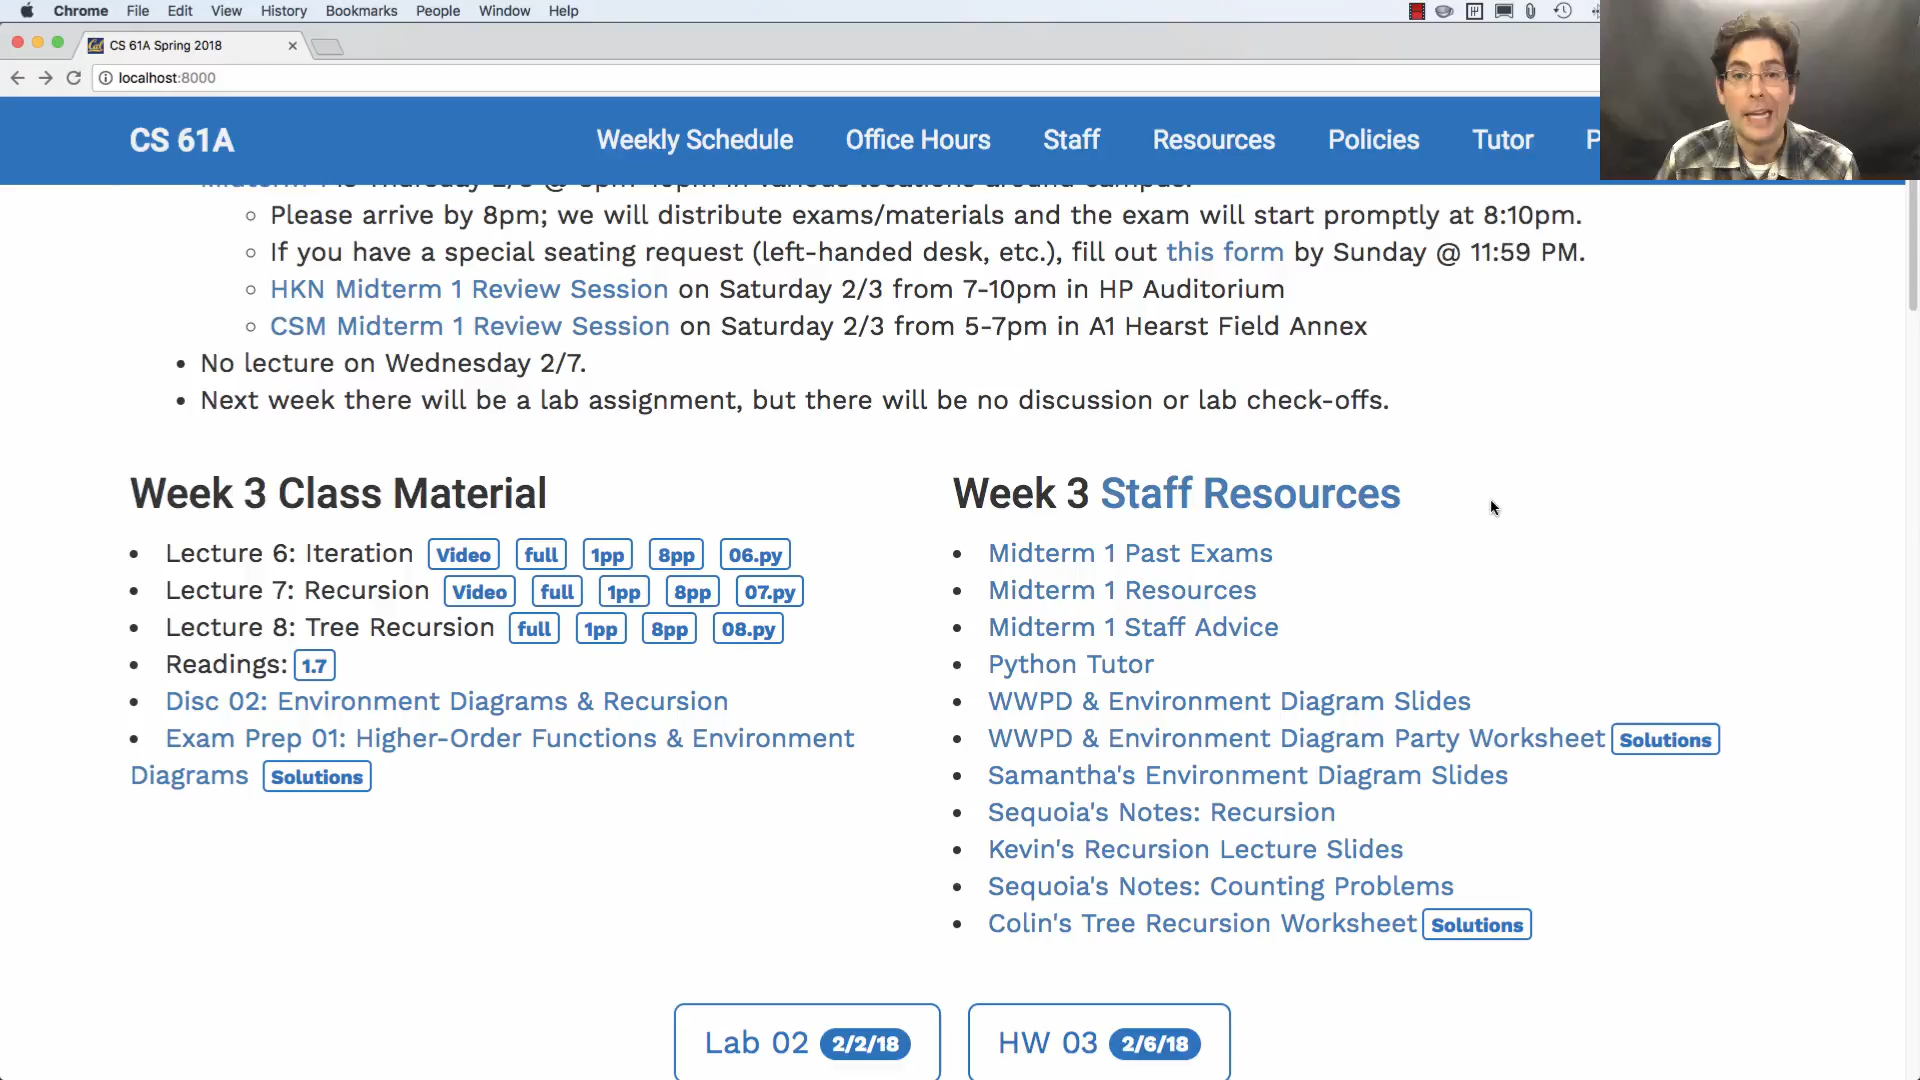 Chrome File Edit View History Bookmarks People Window Help
CS 61A Spring 2018
localhost:8000
CS 61A Weekly Schedule Office Hours Staff Resources Policies Tutor P
Please arrive by 8pm; we will distribute exams/materials and the exam will start promptly at 8:10pm.
If you have a special seating request (left-handed desk, etc.), fill out this form by Sunday @ 11:59 PM.
HKN Midterm 1 Review Session on Saturday 2/3 from 7-10pm in HP Auditorium
CSM Midterm 1 Review Session on Saturday 2/3 from 5-7pm in A1 Hearst Field Annex
No lecture on Wednesday 2/7.
Next week there will be a lab assignment, but there will be no discussion or lab check-offs.
Week 3 Class Material
Lecture 6: Iteration Video full 1pp 8pp 06.py
Lecture 7: Recursion Video full 1pp 8pp 07.py
Lecture 8: Tree Recursion full 1pp 8pp 08.py
Readings: 1.7
Disc 02: Environment Diagrams & Recursion
Exam Prep 01: Higher-Order Functions & Environment
Diagrams Solutions
Week 3 Staff Resources
Midterm 1 Past Exams
Midterm 1 Resources
Midterm 1 Staff Advice
Python Tutor
WWPD & Environment Diagram Slides
WWPD & Environment Diagram Party Worksheet Solutions
Samantha's Environment Diagram Slides
Sequoia's Notes: Recursion
Kevin's Recursion Lecture Slides
Sequoia's Notes: Counting Problems
Colin's Tree Recursion Worksheet Solutions
Lab 02 2/2/18
HW 03 2/6/18